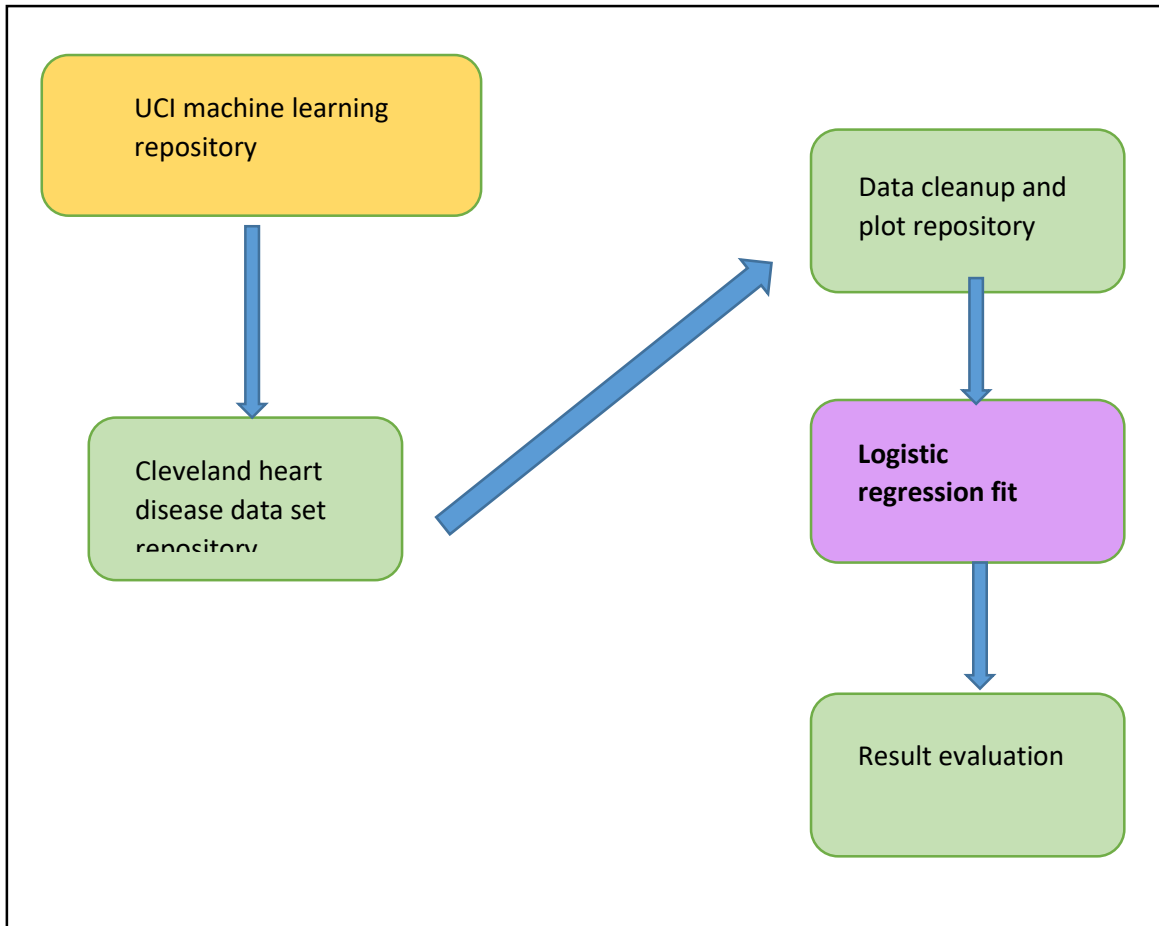 UCI machine learning
repository
Cleveland heart
disease data set
repository
Data cleanup and
plot repository
Logistic
regression fit
Result evaluation